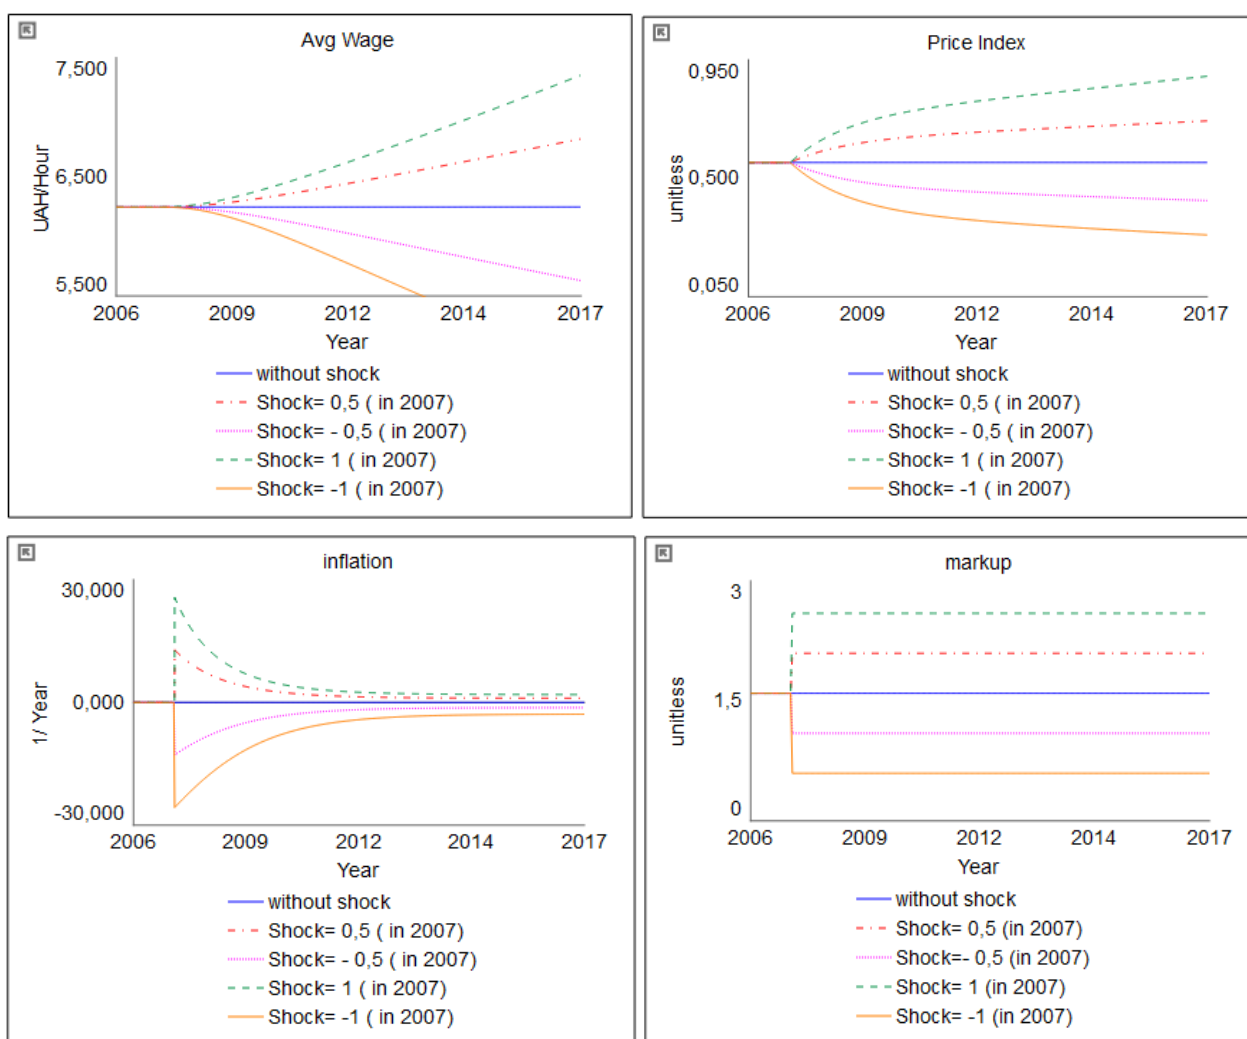 Avg Wage
7,500
6,500
5,500
UAH/Hour
2006 2009 2012 2014 2017
Year
without shock
Shock= 0,5 ( in 2007)
Shock= - 0,5 ( in 2007)
Shock= 1 ( in 2007)
Shock= -1 ( in 2007)
Price Index
0,950
0,500
0,050
unitless
2006 2009 2012 2014 2017
Year
without shock
Shock= 0,5 ( in 2007)
Shock= - 0,5 ( in 2007)
Shock= 1 ( in 2007)
Shock= -1 ( in 2007)
inflation
30,000
0,000
-30,000
1/ Year
2006 2009 2012 2014 2017
Year
without shock
Shock= 0,5 ( in 2007)
Shock= - 0,5 ( in 2007)
Shock= 1 ( in 2007)
Shock= -1 ( in 2007)
markup
3
1,5
0
unitless
2006 2009 2012 2014 2017
Year
without shock
Shock= 0,5 (in 2007)
Shock=- 0,5 (in 2007)
Shock= 1 (in 2007)
Shock= -1 (in 2007)